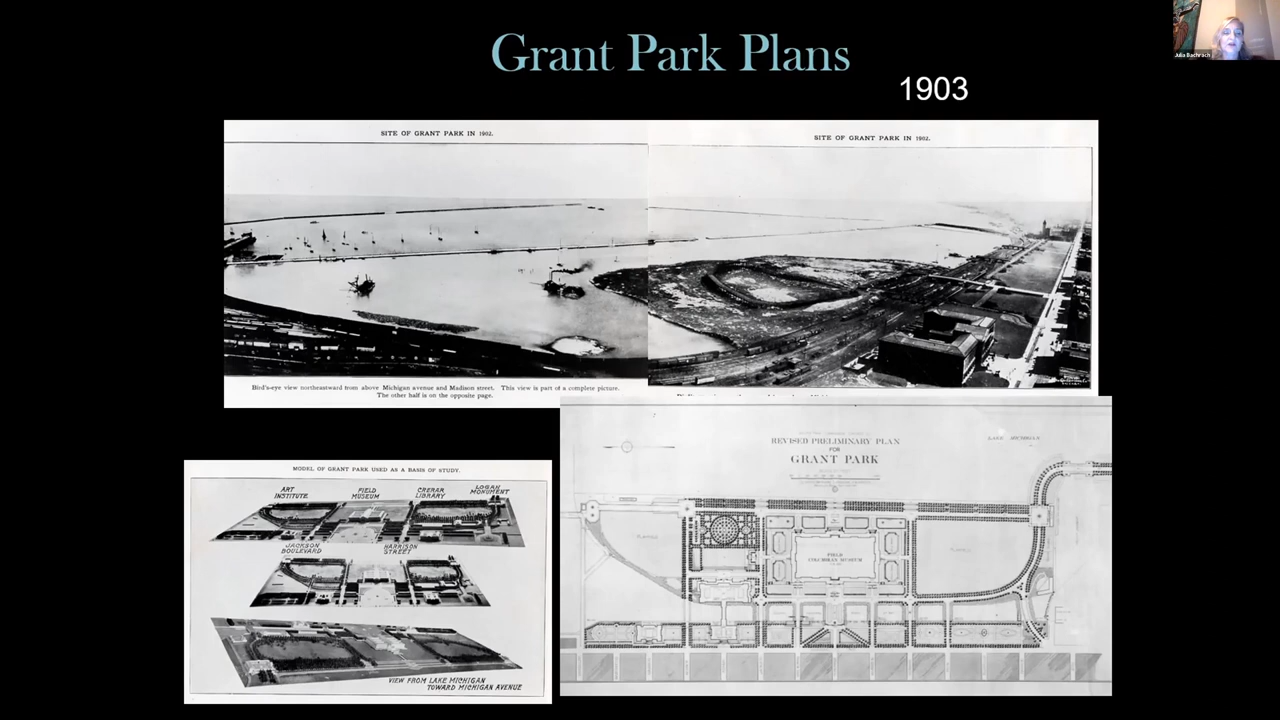 Grant Park Plans
1903
Julia Bachrach
SITE OF GRANT PARK IN 1902.
SITE OF GRANT PARK IN 1902.
Bird's-eye view northeastward from above Michigan avenue and Madison street. This view is part of a complete picture.
The other half is on the opposite page.
MODEL OF GRANT PARK USED AS A BASIS OF STUDY.
ART
INSTITUTE
FIELD
MUSEUM
CRERAR
LIBRARY
LOGAN
MONUMENT
JACKSON
BOULEVARD
HARRISON
STREET
VIEW FROM LAKE MICHIGAN
TOWARD MICHIGAN AVENUE
REVISED PRELIMINARY PLAN
FOR
GRANT PARK
LAKE MICHIGAN
FIELD
COLUMBIAN MUSEUM